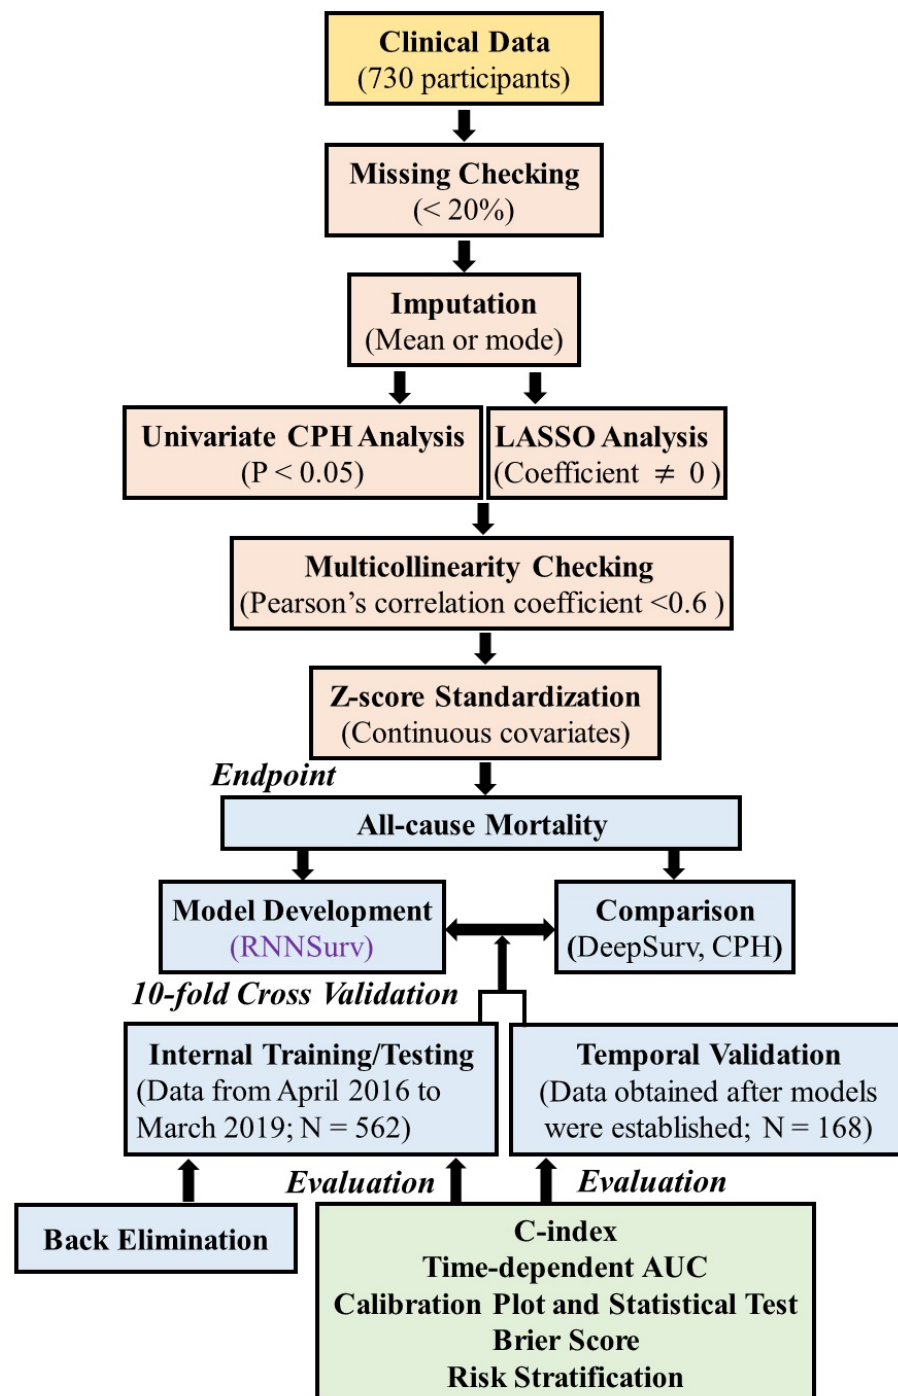 Clinical Data
(730 participants)
Missing Checking
(< 20%)
Imputation
(Mean or mode)
Univariate CPH Analysis
(P < 0.05)
LASSO Analysis
(Coefficient ≠ 0 )
Multicollinearity Checking
(Pearson’s correlation coefficient <0.6 )
Z-score Standardization
(Continuous covariates)
Endpoint
All-cause Mortality
Model Development
(RNNSurv)
Comparison
(DeepSurv, CPH)
10-fold Cross Validation
Internal Training/Testing
(Data from April 2016 to
March 2019; N = 562)
Temporal Validation
(Data obtained after models
were established; N = 168)
Evaluation
Evaluation
Back Elimination
C-index
Time-dependent AUC
Calibration Plot and Statistical Test
Brier Score
Risk Stratification